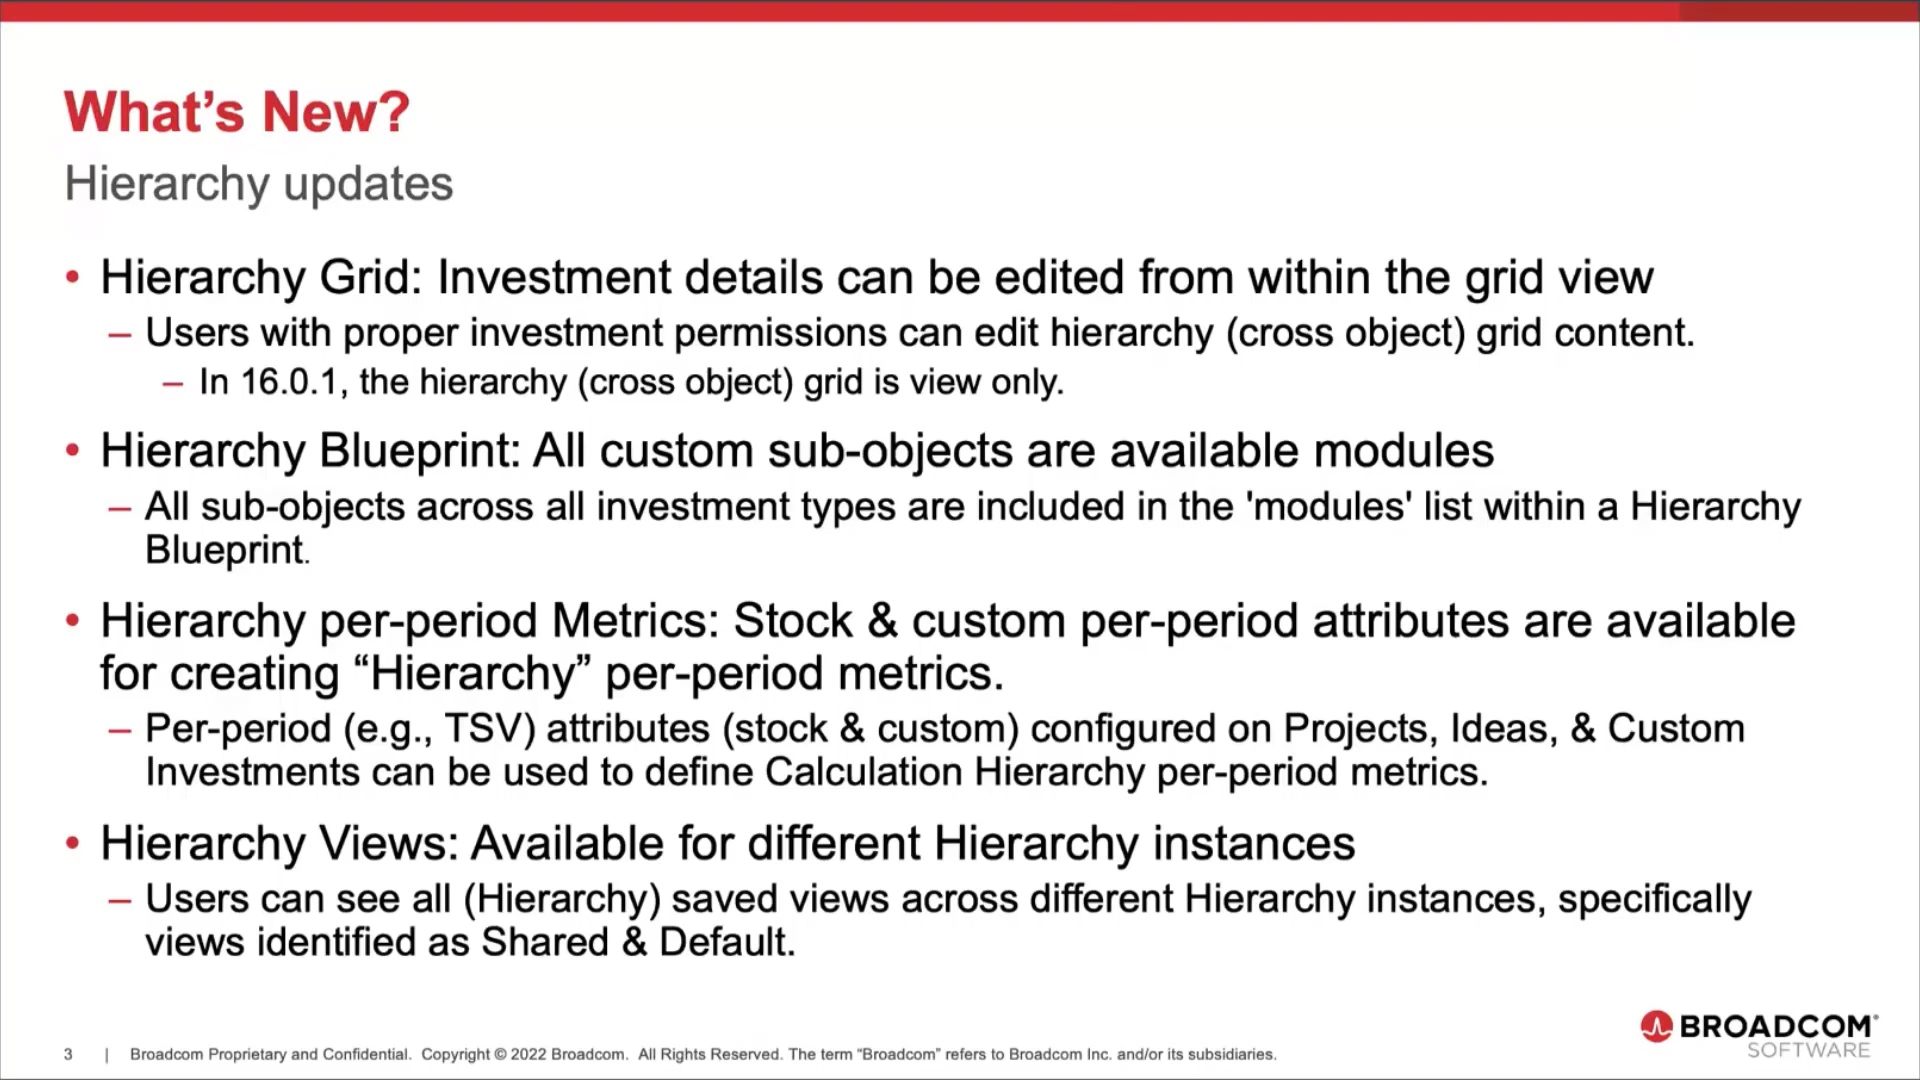 What’s New?
Hierarchy updates
• Hierarchy Grid: Investment details can be edited from within the grid view
– Users with proper investment permissions can edit hierarchy (cross object) grid content.
– In 16.0.1, the hierarchy (cross object) grid is view only.
• Hierarchy Blueprint: All custom sub-objects are available modules
– All sub-objects across all investment types are included in the 'modules' list within a Hierarchy
Blueprint.
• Hierarchy per-period Metrics: Stock & custom per-period attributes are available
for creating “Hierarchy” per-period metrics.
– Per-period (e.g., TSV) attributes (stock & custom) configured on Projects, Ideas, & Custom
Investments can be used to define Calculation Hierarchy per-period metrics.
• Hierarchy Views: Available for different Hierarchy instances
– Users can see all (Hierarchy) saved views across different Hierarchy instances, specifically
views identified as Shared & Default.
BROADCOM®
SOFTWARE
3 | Broadcom Proprietary and Confidential. Copyright © 2022 Broadcom. All Rights Reserved. The term “Broadcom” refers to Broadcom Inc. and/or its subsidiaries.